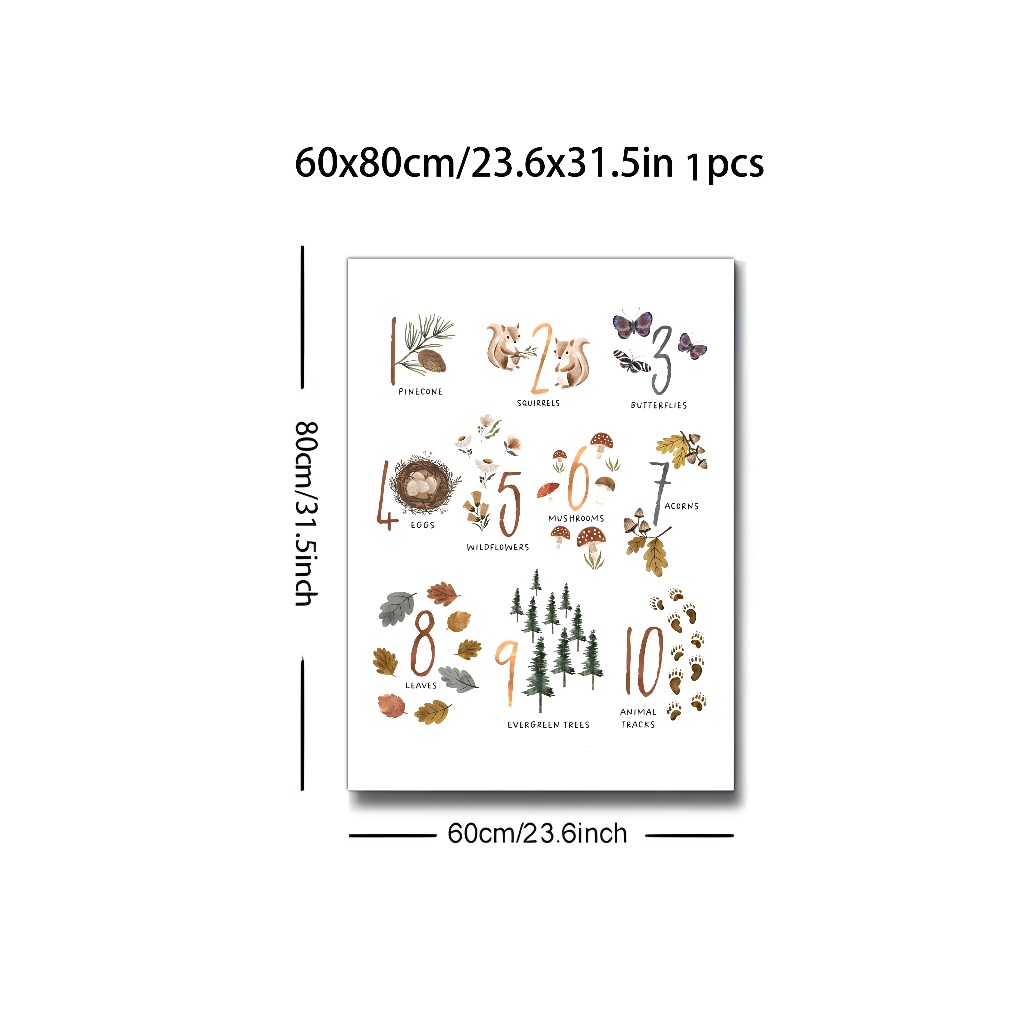 60x80cm/23.6x31.5in 1pcs
80cm/31.5inch
1
PINECONE
2
SQUIRRELS
3
BUTTERFLIES
4
EGGS
5
WILDFLOWERS
6
MUSHROOMS
7
ACORNS
8
LEAVES
9
EVERGREEN TREES
10
ANIMAL
TRACKS
60cm/23.6inch